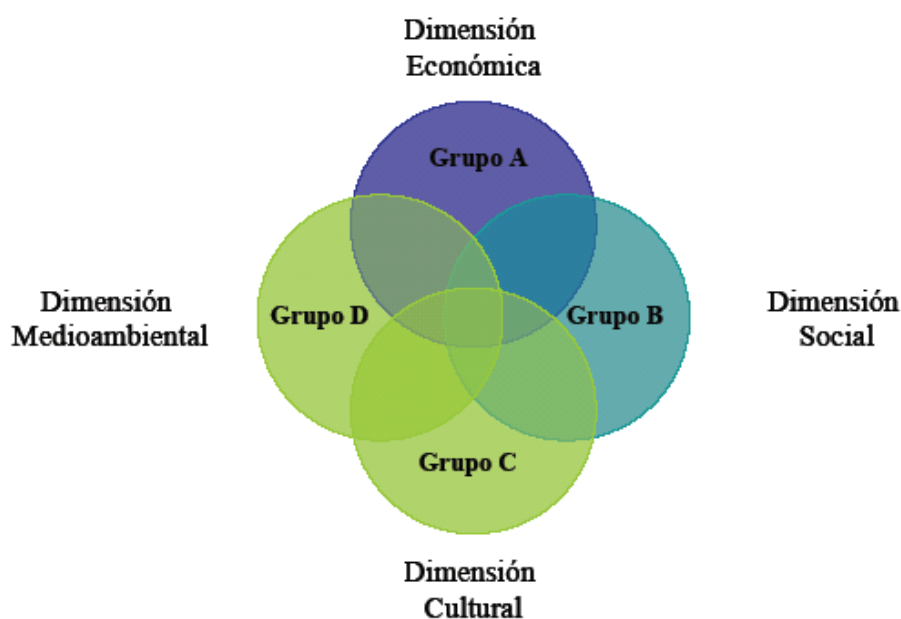 Dimensión
Económica
Grupo A
Dimensión
Medioambiental
Grupo D
Grupo B
Dimensión
Social
Grupo C
Dimensión
Cultural